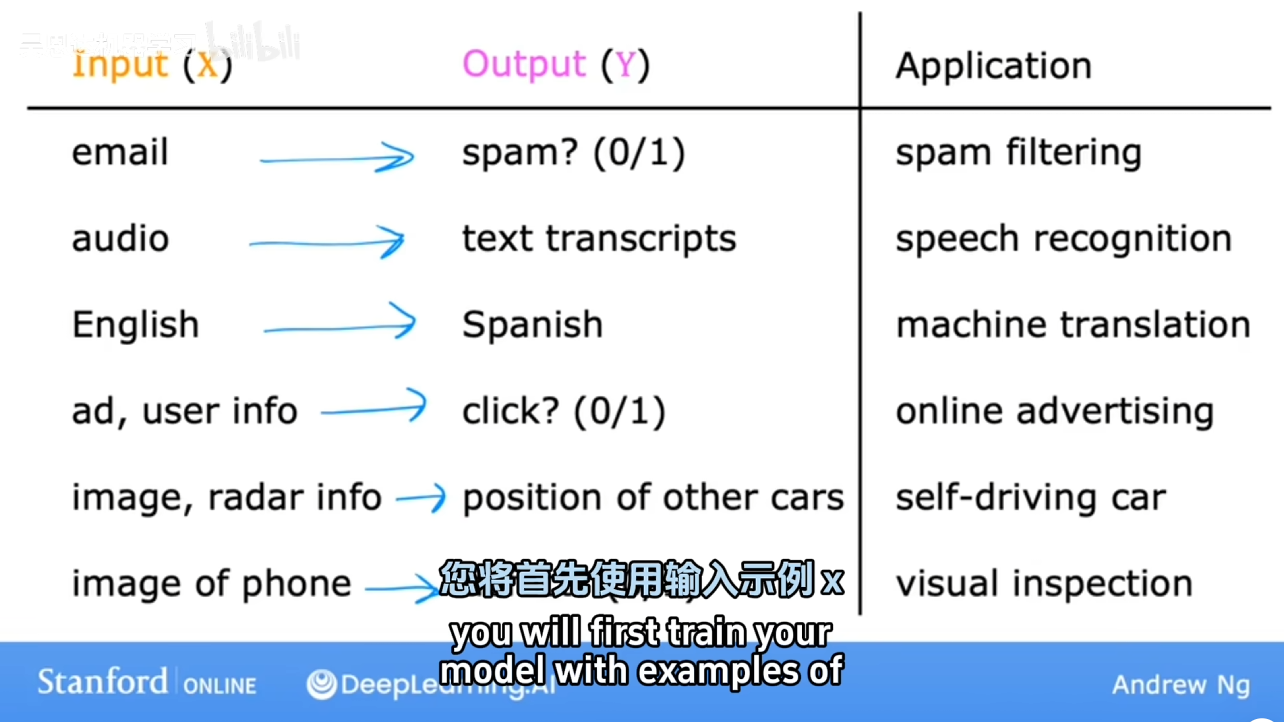 Input (X) Output (Y) Application
email spam? (0/1) spam filtering
audio text transcripts speech recognition
English Spanish machine translation
ad, user info click? (0/1) online advertising
image, radar info position of other cars self-driving car
image of phone visual inspection
您将首先使用输入示例 x
you will first train your
model with examples of
Stanford ONLINE DeepLearning.AI Andrew Ng
bilibili